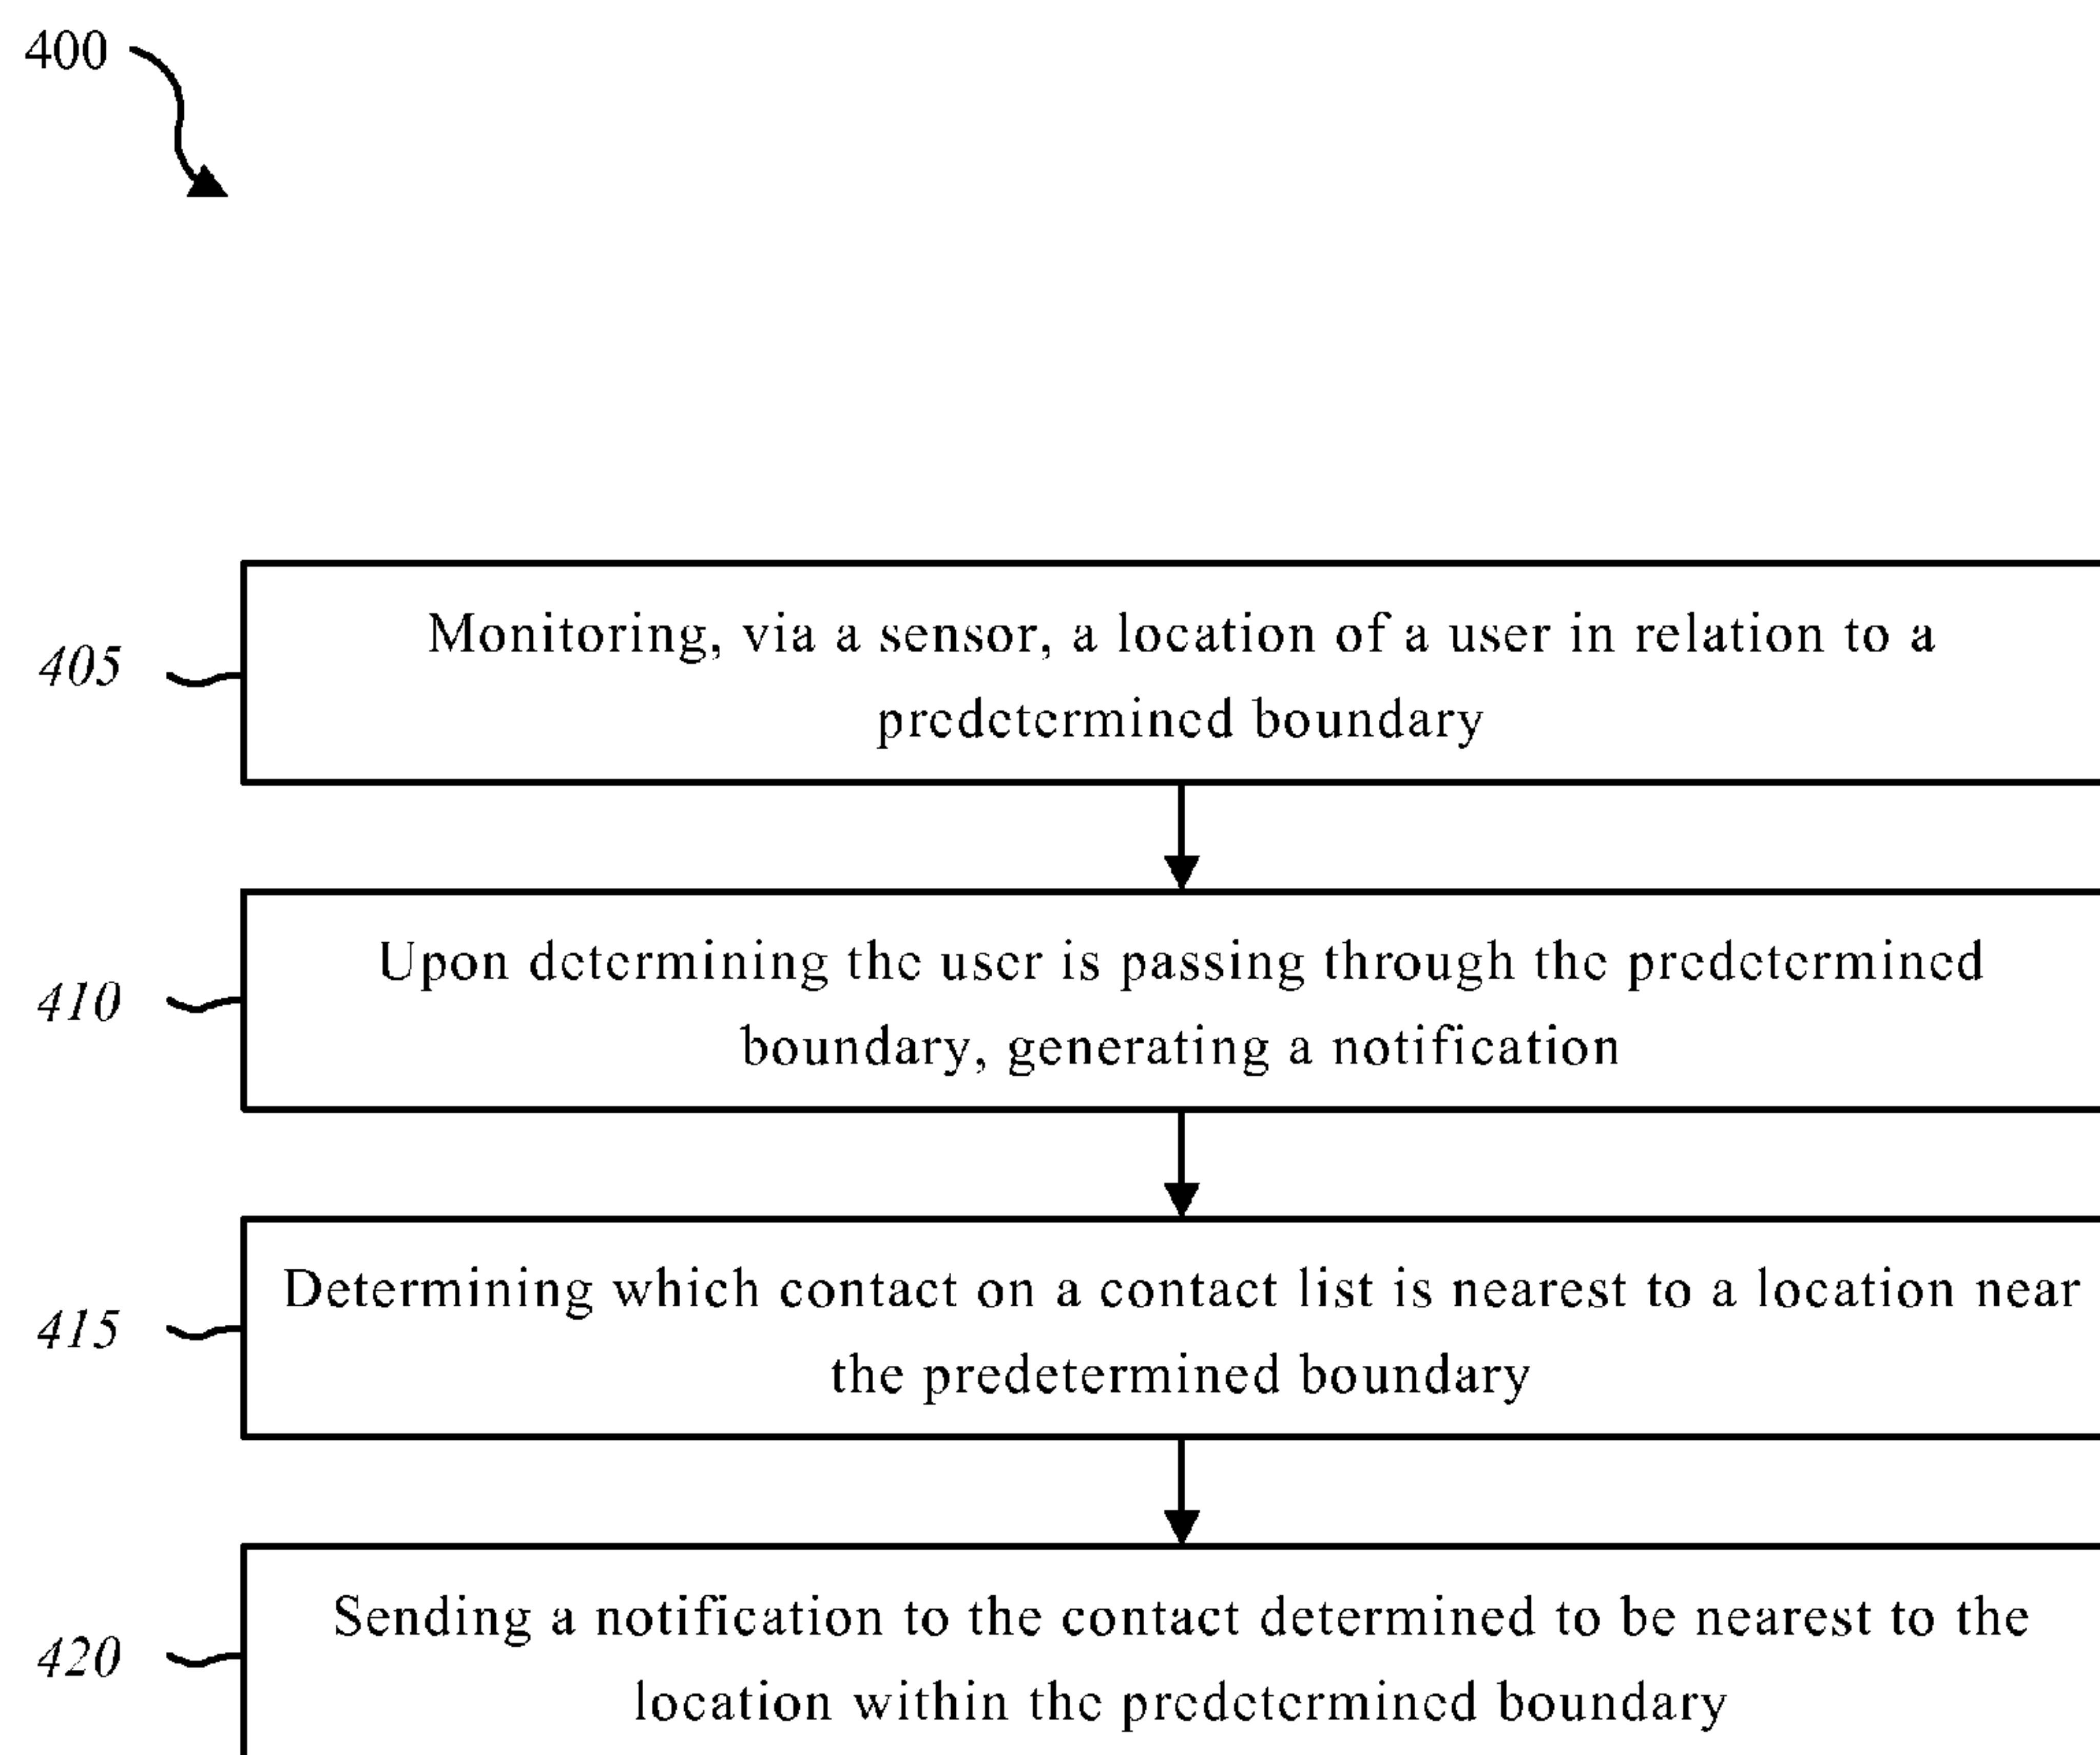 400
405
Monitoring, via a sensor, a location of a user in relation to a
predetermined boundary
410
Upon determining the user is passing through the predetermined
boundary, generating a notification
415
Determining which contact on a contact list is nearest to a location near
the predetermined boundary
420
Sending a notification to the contact determined to be nearest to the
location within the predetermined boundary